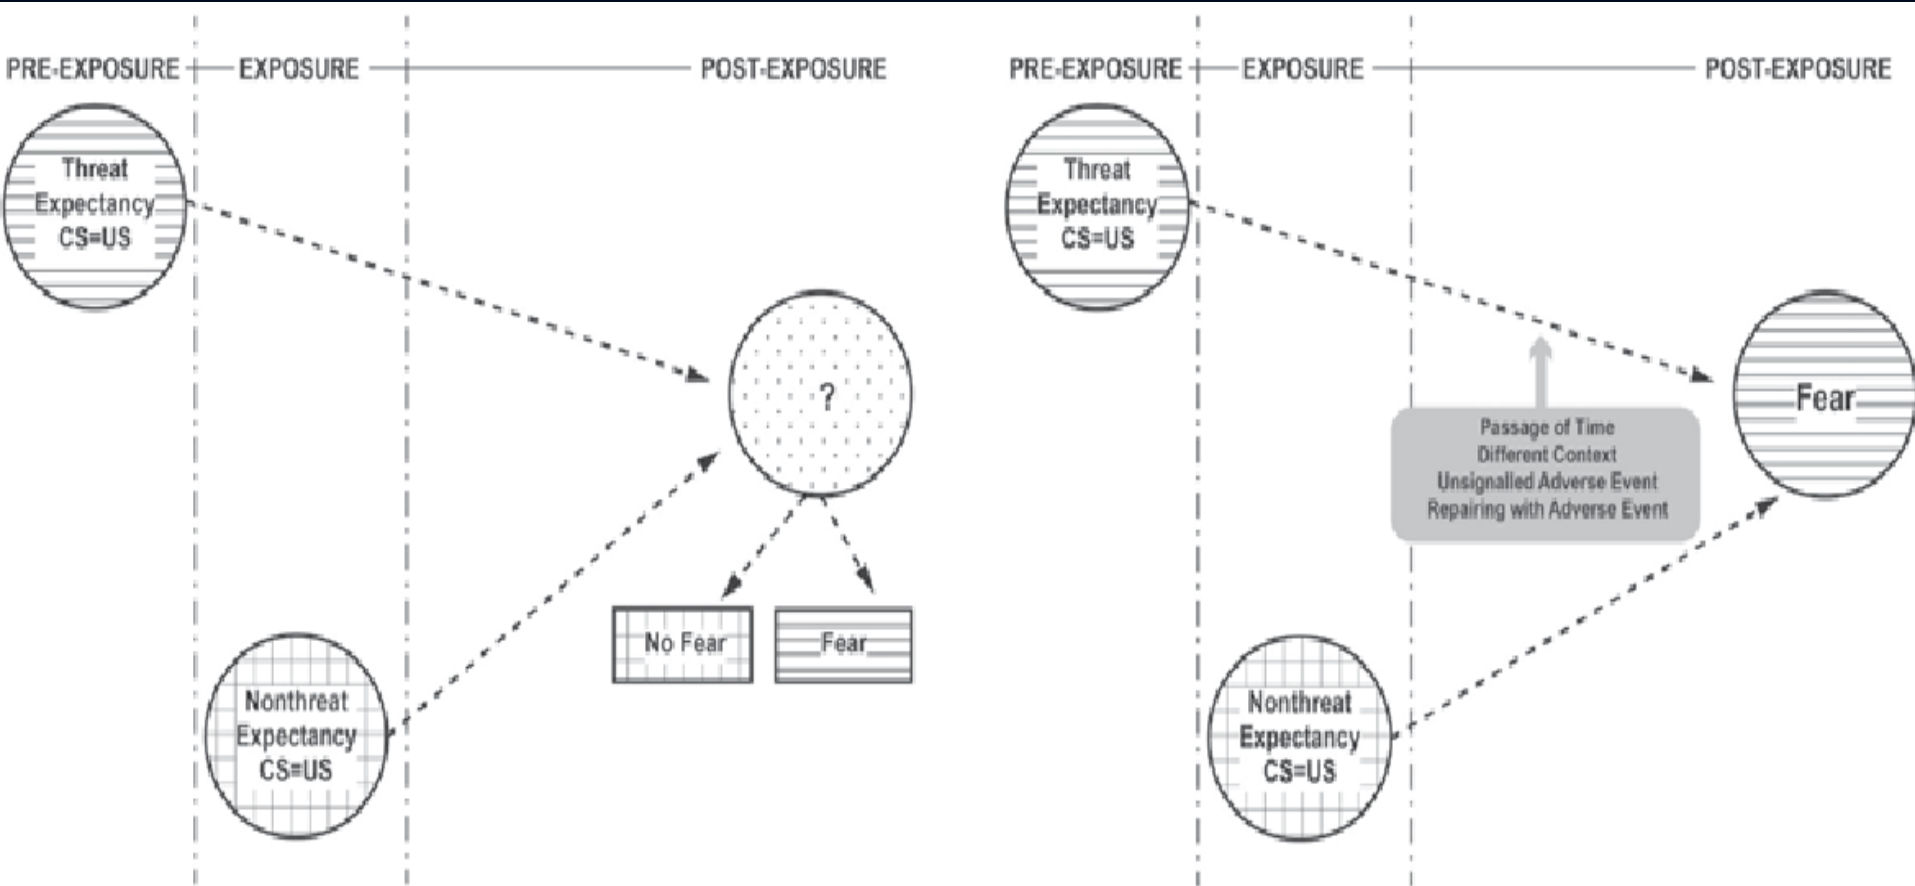 PRE-EXPOSURE EXPOSURE POST-EXPOSURE
Threat
Expectancy
CS=US
?
No Fear
Fear
Nonthreat
Expectancy
CS=US
PRE-EXPOSURE EXPOSURE POST-EXPOSURE
Threat
Expectancy
CS=US
Fear
Passage of Time
Different Context
Unsignalled Adverse Event
Repairing with Adverse Event
Nonthreat
Expectancy
CS=US